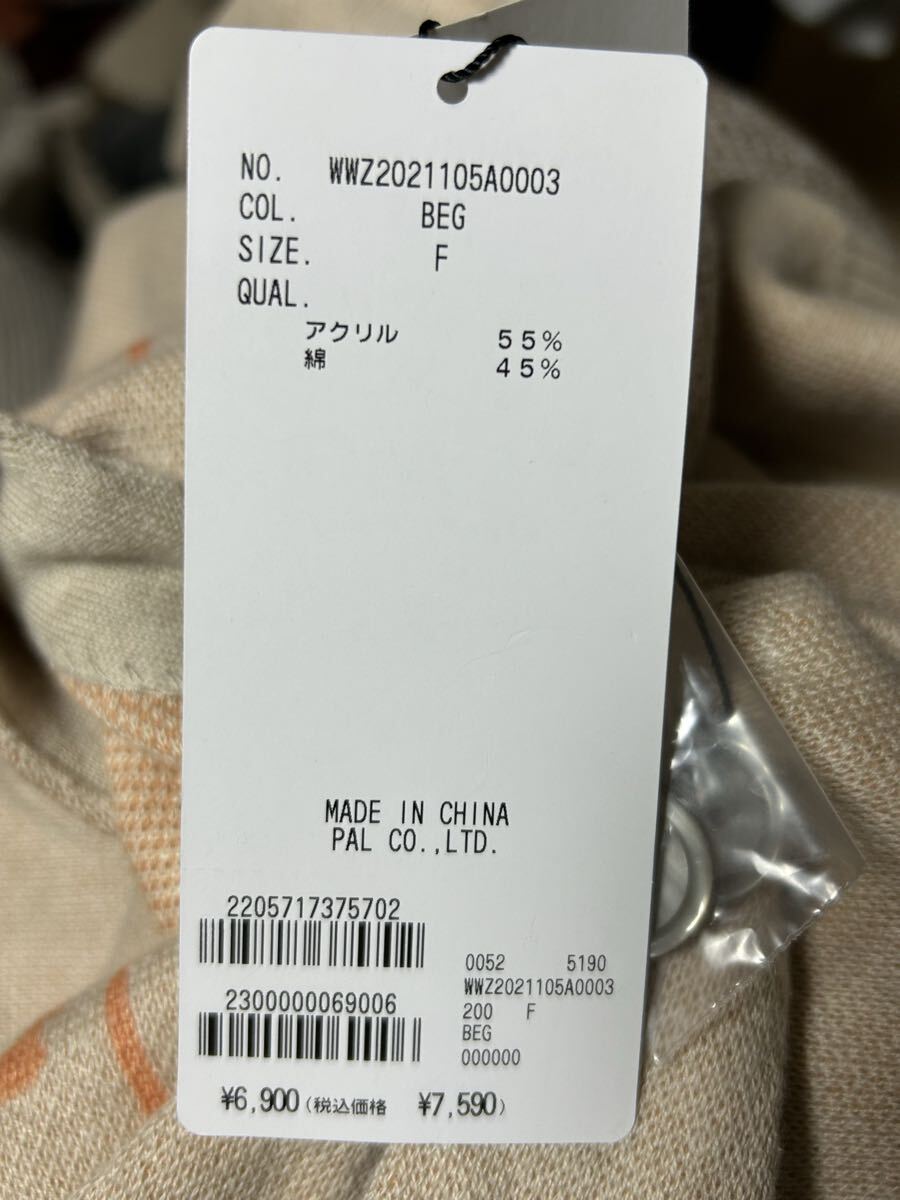 NO. WWZ2021105A0003
COL. BEG
SIZE. F
QUAL.
アクリル 55%
綿 45%
MADE IN CHINA
PAL CO.,LTD.
2205717375702
2300000069006
0052 5190
WWZ2021105A0003
200 F
BEG
000000
¥6,900(税込価格 ¥7,590)